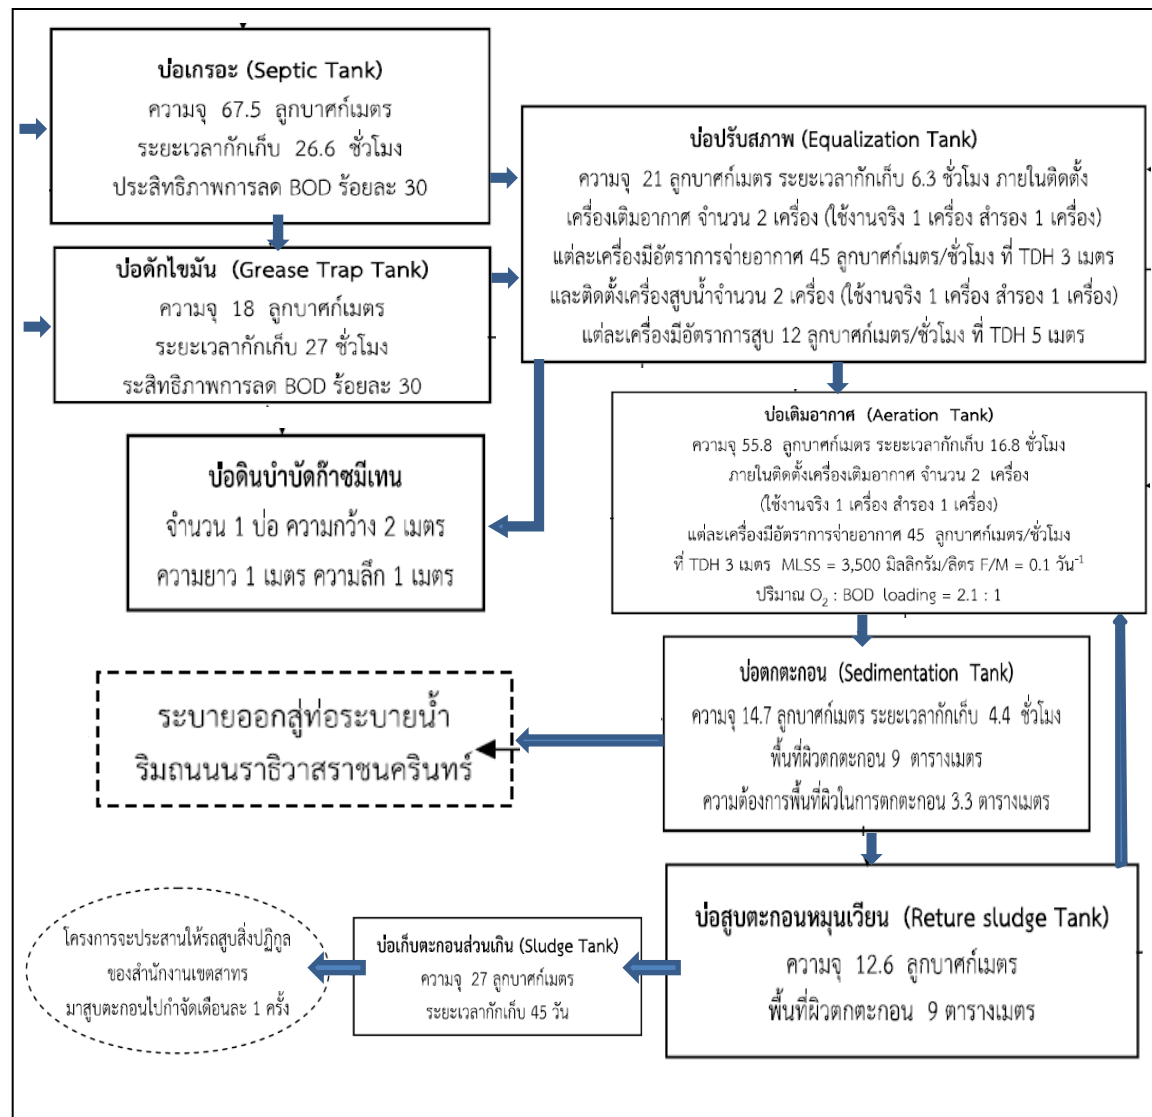 บ่อเกรอะ (Septic Tank)
ความจุ 67.5 ลูกบาศก์เมตร
ระยะเวลากักเก็บ 26.6 ชั่วโมง
ประสิทธิภาพการลด BOD ร้อยละ 30
บ่อดักไขมัน (Grease Trap Tank)
ความจุ 18 ลูกบาศก์เมตร
ระยะเวลากักเก็บ 27 ชั่วโมง
ระสิทธิภาพการลด BOD ร้อยละ 30
บ่อปรับสภาพ (Equalization Tank)
ความจุ 21 ลูกบาศก์เมตร ระยะเวลากักเก็บ 6.3 ชั่วโมง ภายในติดตั้ง
เครื่องเติมอากาศ จำนวน 2 เครื่อง (ใช้งานจริง 1 เครื่อง สำรอง 1 เครื่อง)
แต่ละเครื่องมีอัตราการจ่ายอากาศ 45 ลูกบาศก์เมตร/ชั่วโมง ที่ TDH 3 เมตร
และติดตั้งเครื่องสูบน้ำจำนวน 2 เครื่อง (ใช้งานจริง 1 เครื่อง สำรอง 1 เครื่อง)
แต่ละเครื่องมีอัตราการสูบ 12 ลูกบาศก์เมตร/ชั่วโมง ที่ TDH 5 เมตร
บ่อดินบำบัดก๊าซมีเทน
จำนวน 1 บ่อ ความกว้าง 2 เมตร
ความยาว 1 เมตร ความลึก 1 เมตร
บ่อเติมอากาศ (Aeration Tank)
ความจุ 55.8 ลูกบาศก์เมตร ระยะเวลากักเก็บ 16.8 ชั่วโมง
ภายในติดตั้งเครื่องเติมอากาศ จำนวน 2 เครื่อง
(ใช้งานจริง 1 เครื่อง สำรอง 1 เครื่อง)
แต่ละเครื่องมีอัตราการจ่ายอากาศ 45 ลูกบาศก์เมตร/ชั่วโมง
ที่ TDH 3 เมตร MLSS = 3,500 มิลลิกรัม/ลิตร F/M = 0.1 วัน⁻¹
ปริมาณ O₂ : BOD loading = 2.1 : 1
บ่อตกตะกอน (Sedimentation Tank)
ความจุ 14.7 ลูกบาศก์เมตร ระยะเวลากักเก็บ 4.4 ชั่วโมง
พื้นที่ผิวตกตะกอน 9 ตารางเมตร
ความต้องการพื้นที่ผิวในการตกตะกอน 3.3 ตารางเมตร
ระบายออกสู่ท่อระบายน้ำ
ริมถนนนราธิวาสราชนครินทร์
บ่อสูบตะกอนหมุนเวียน (Reture sludge Tank)
ความจุ 12.6 ลูกบาศก์เมตร
พื้นที่ผิวตกตะกอน 9 ตารางเมตร
บ่อเก็บตะกอนส่วนเกิน (Sludge Tank)
ความจุ 27 ลูกบาศก์เมตร
ระยะเวลากักเก็บ 45 วัน
โครงการจะประสานให้รถสูบสิ่งปฏิกูล
ของสำนักงานเขตสาทร
มาสูบตะกอนไปกำจัดเดือนละ 1 ครั้ง